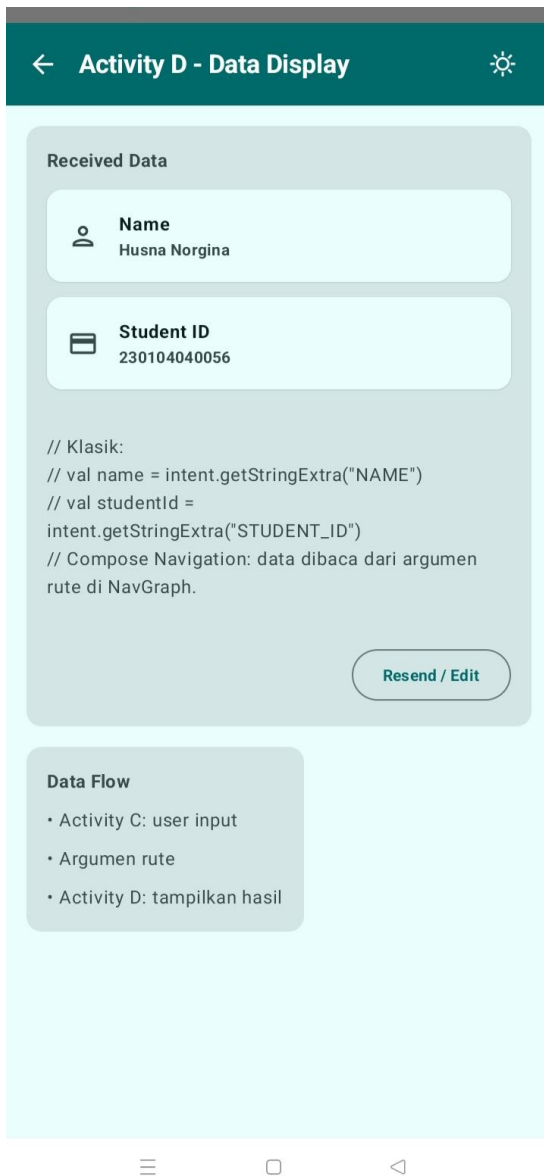 Activity D - Data Display
Received Data
Name
Husna Norgina
Student ID
230104040056
// Klasik:
// val name = intent.getStringExtra("NAME")
// val studentId =
intent.getStringExtra("STUDENT_ID")
// Compose Navigation: data dibaca dari argumen
rute di NavGraph.
Resend / Edit
Data Flow
• Activity C: user input
• Argumen rute
• Activity D: tampilkan hasil